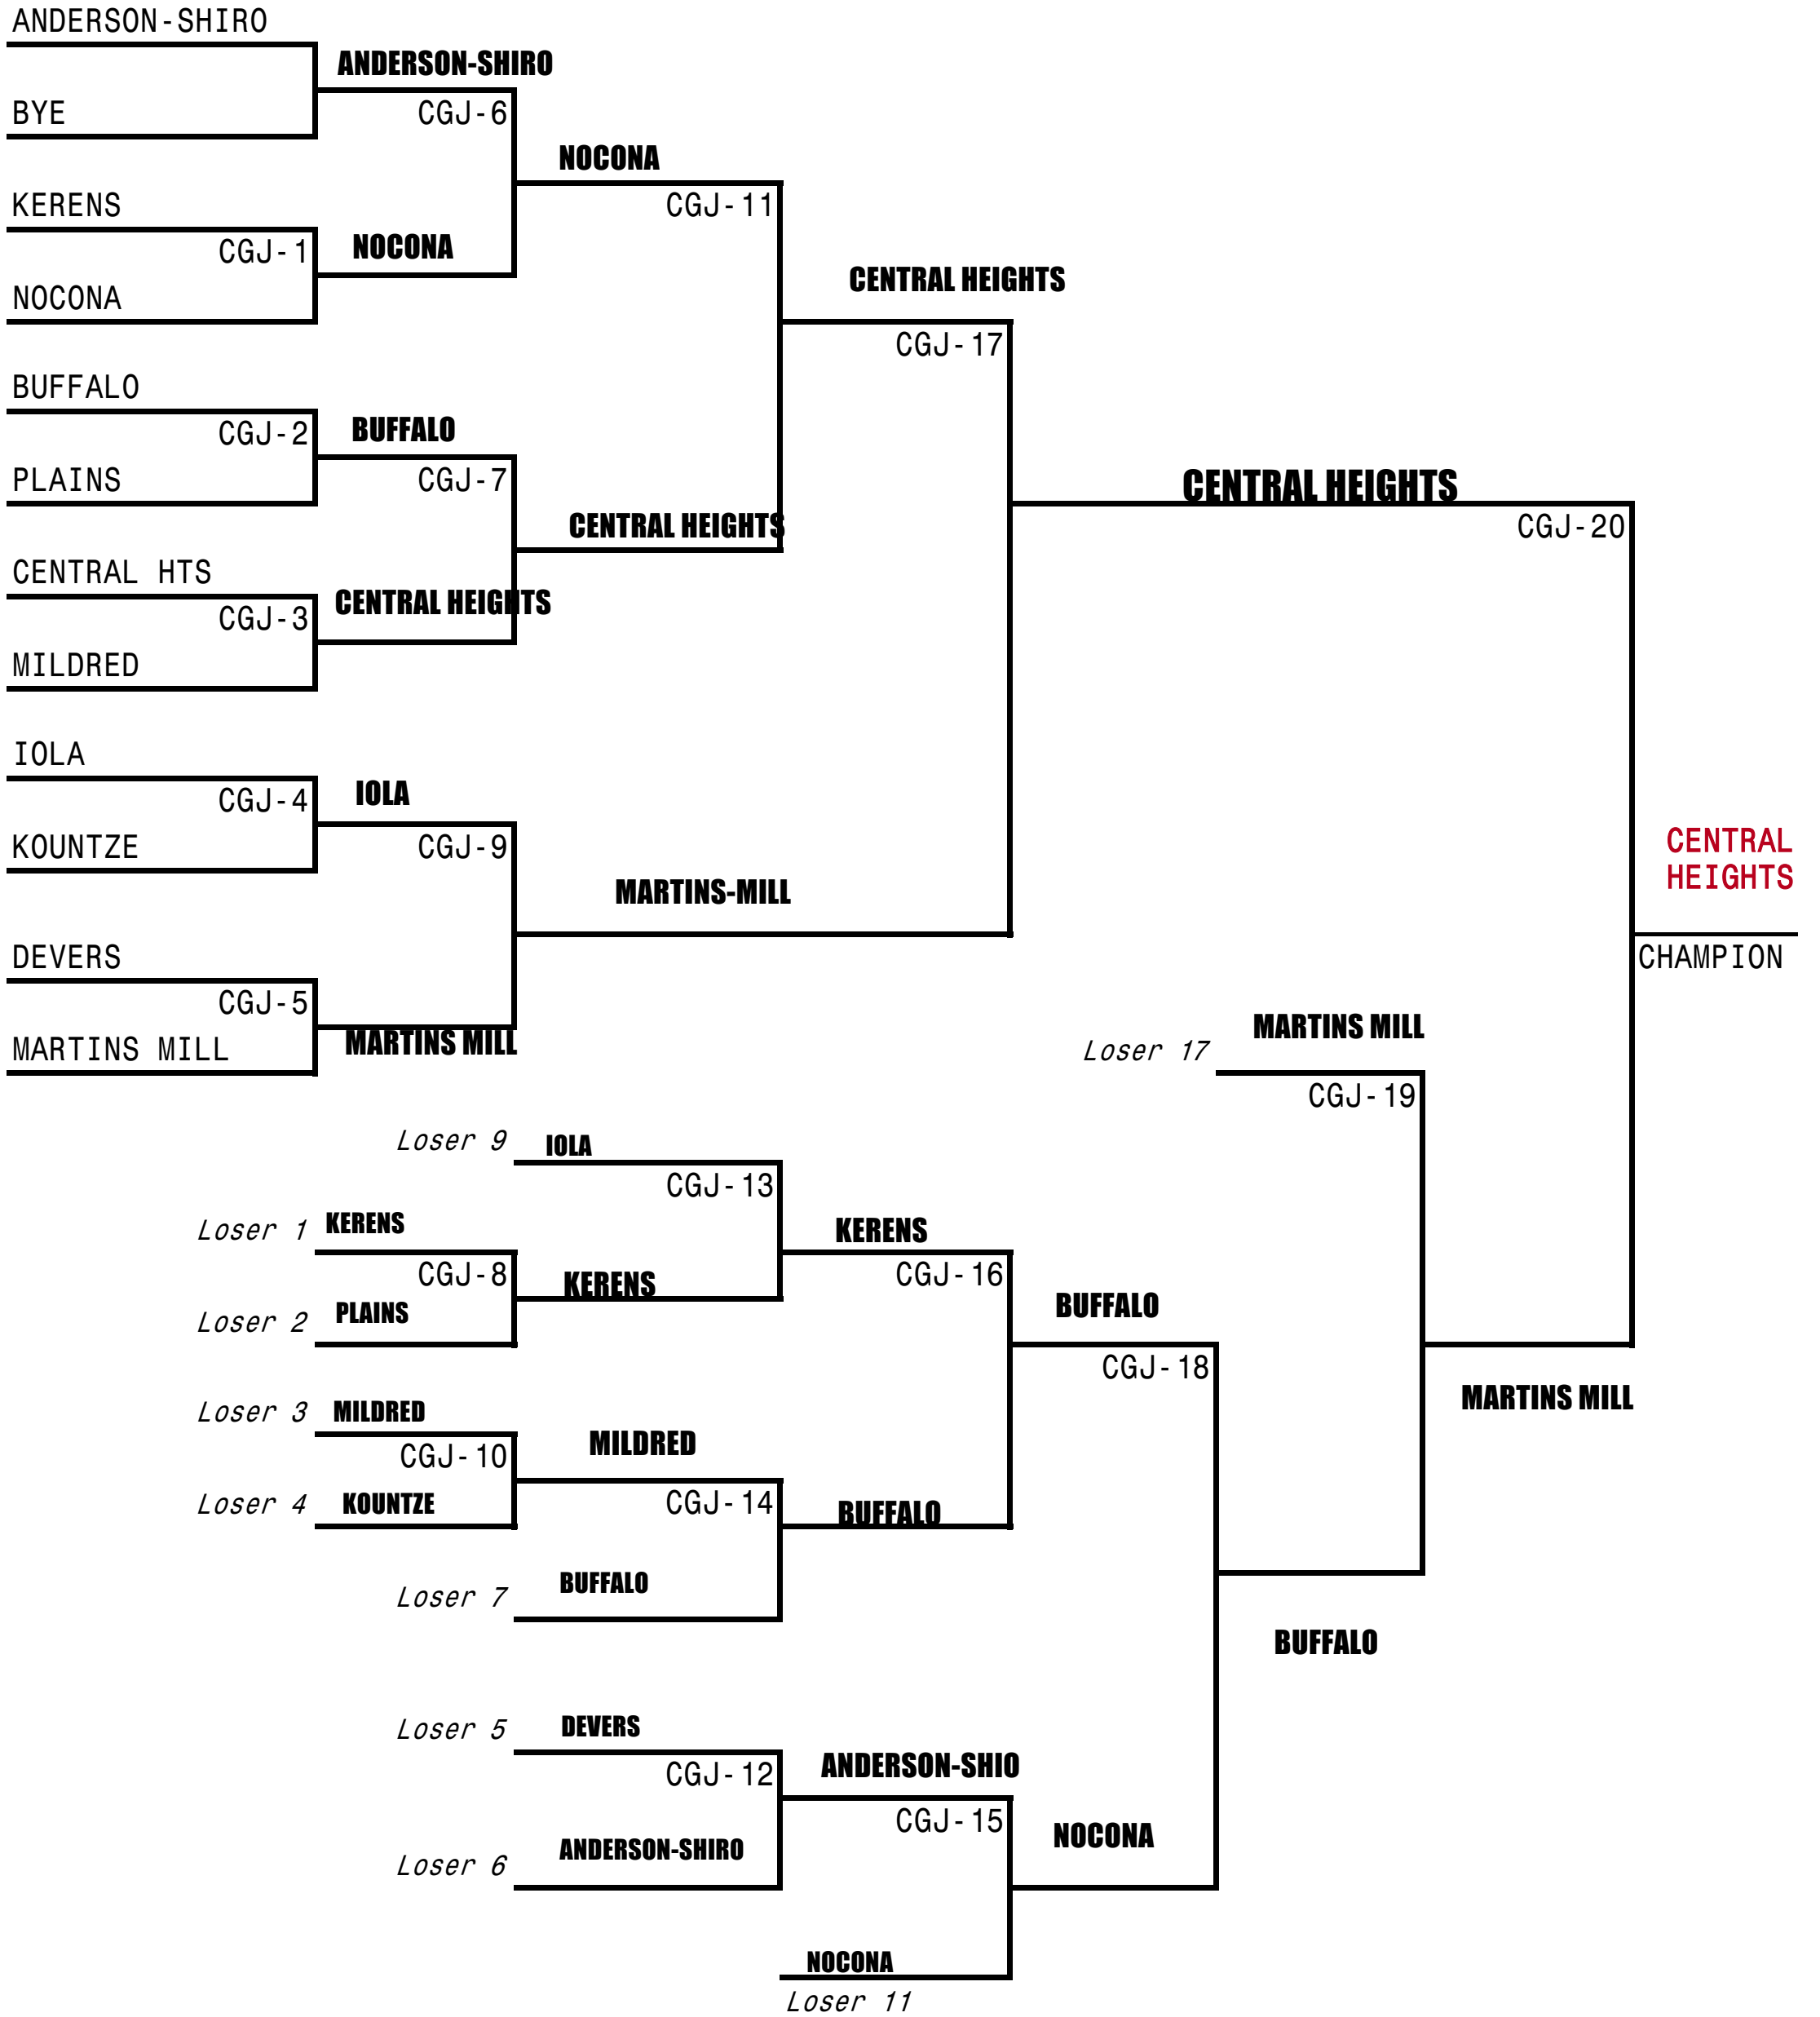 ANDERSON-SHIRO
ANDERSON-SHIRO
BYE
CGJ-6
NOCONA
KERENS
CGJ-11
CGJ-1
NOCONA
NOCONA
CENTRAL HEIGHTS
CGJ-17
BUFFALO
CGJ-2
BUFFALO
PLAINS
CGJ-7
CENTRAL HEIGHTS
CGJ-20
CENTRAL HEIGHTS
CENTRAL HTS
CGJ-3
CENTRAL HEIGHTS
MILDRED
IOLA
CGJ-4
IOLA
KOUNTZE
CGJ-9
CENTRAL
HEIGHTS
MARTINS-MILL
DEVERS
CHAMPION
CGJ-5
MARTINS MILL
MARTINS MILL
Loser 17
MARTINS MILL
CGJ-19
Loser 9
IOLA
CGJ-13
Loser 1
KERENS
KERENS
CGJ-8
KERENS
CGJ-16
Loser 2
PLAINS
BUFFALO
CGJ-18
Loser 3
MILDRED
MARTINS MILL
CGJ-10
MILDRED
Loser 4
KOUNTZE
CGJ-14
BUFFALO
Loser 7
BUFFALO
BUFFALO
Loser 5
DEVERS
CGJ-12
ANDERSON-SHIO
CGJ-15
Loser 6
ANDERSON-SHIRO
NOCONA
NOCONA
Loser 11